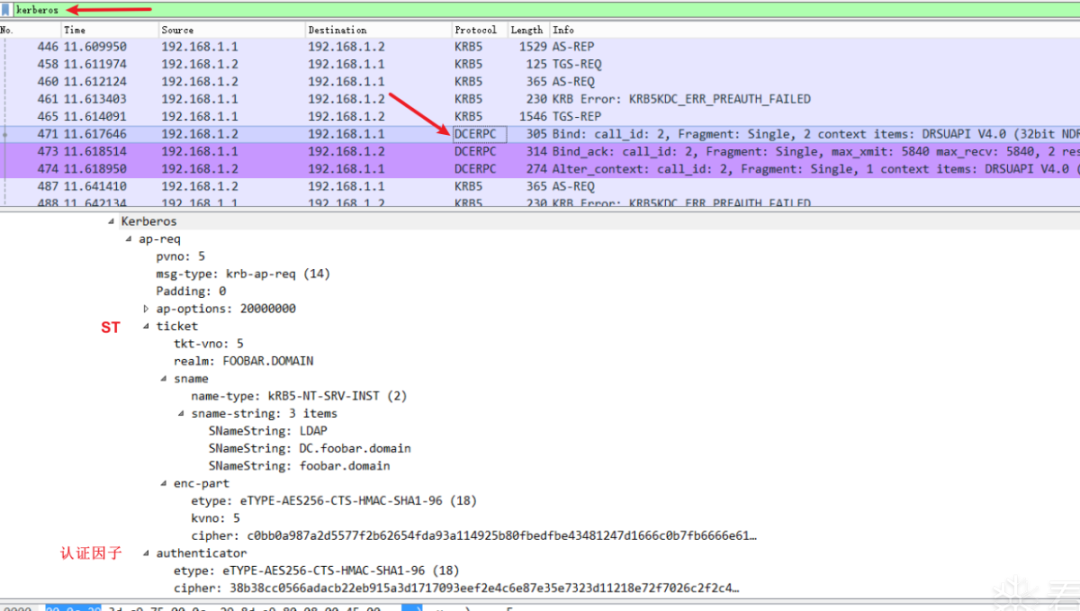 kerberos
No. Time Source Destination Protocol Length Info
446 11.609950 192.168.1.1 192.168.1.2 KRB5 1529 AS-REP
458 11.611974 192.168.1.2 192.168.1.1 KRB5 125 TGS-REQ
460 11.612124 192.168.1.2 192.168.1.1 KRB5 365 AS-REQ
461 11.613403 192.168.1.1 192.168.1.2 KRB5 230 KRB Error: KRB5KDC_ERR_PREAUTH_FAILED
465 11.614091 192.168.1.1 192.168.1.2 KRB5 1546 TGS-REP
471 11.617646 192.168.1.2 192.168.1.1 DCERPC 305 Bind: call_id: 2, Fragment: Single, 2 context items: DRSUAPI V4.0 (32bit NDR
473 11.618514 192.168.1.1 192.168.1.2 DCERPC 314 Bind_ack: call_id: 2, Fragment: Single, max_xmit: 5840 max_recv: 5840, 2 res
474 11.618950 192.168.1.2 192.168.1.1 DCERPC 274 Alter_context: call_id: 2, Fragment: Single, 1 context items: DRSUAPI V4.0 (
487 11.641410 192.168.1.2 192.168.1.1 KRB5 365 AS-REQ
488 11.642134 192.168.1.1 192.168.1.2 KRB5 230 KRB Error: KRB5KDC_ERR_PREAUTH_FAILED
Kerberos
ap-req
pvno: 5
msg-type: krb-ap-req (14)
Padding: 0
ap-options: 20000000
ST ticket
tkt-vno: 5
realm: FOOBAR.DOMAIN
sname
name-type: kRB5-NT-SRV-INST (2)
sname-string: 3 items
SNameString: LDAP
SNameString: DC.foobar.domain
SNameString: foobar.domain
enc-part
etype: eTYPE-AES256-CTS-HMAC-SHA1-96 (18)
kvno: 5
cipher: c0bb0a987a2d5577f2b62654fda93a114925b80fbedfbe43481247d1666c0b7fb6666e61…
认证因子 authenticator
etype: eTYPE-AES256-CTS-HMAC-SHA1-96 (18)
cipher: 38b38cc0566adacb22eb915a3d1717093eef2e4c6e87e35e7323d11218e72f7026c2f2c4…